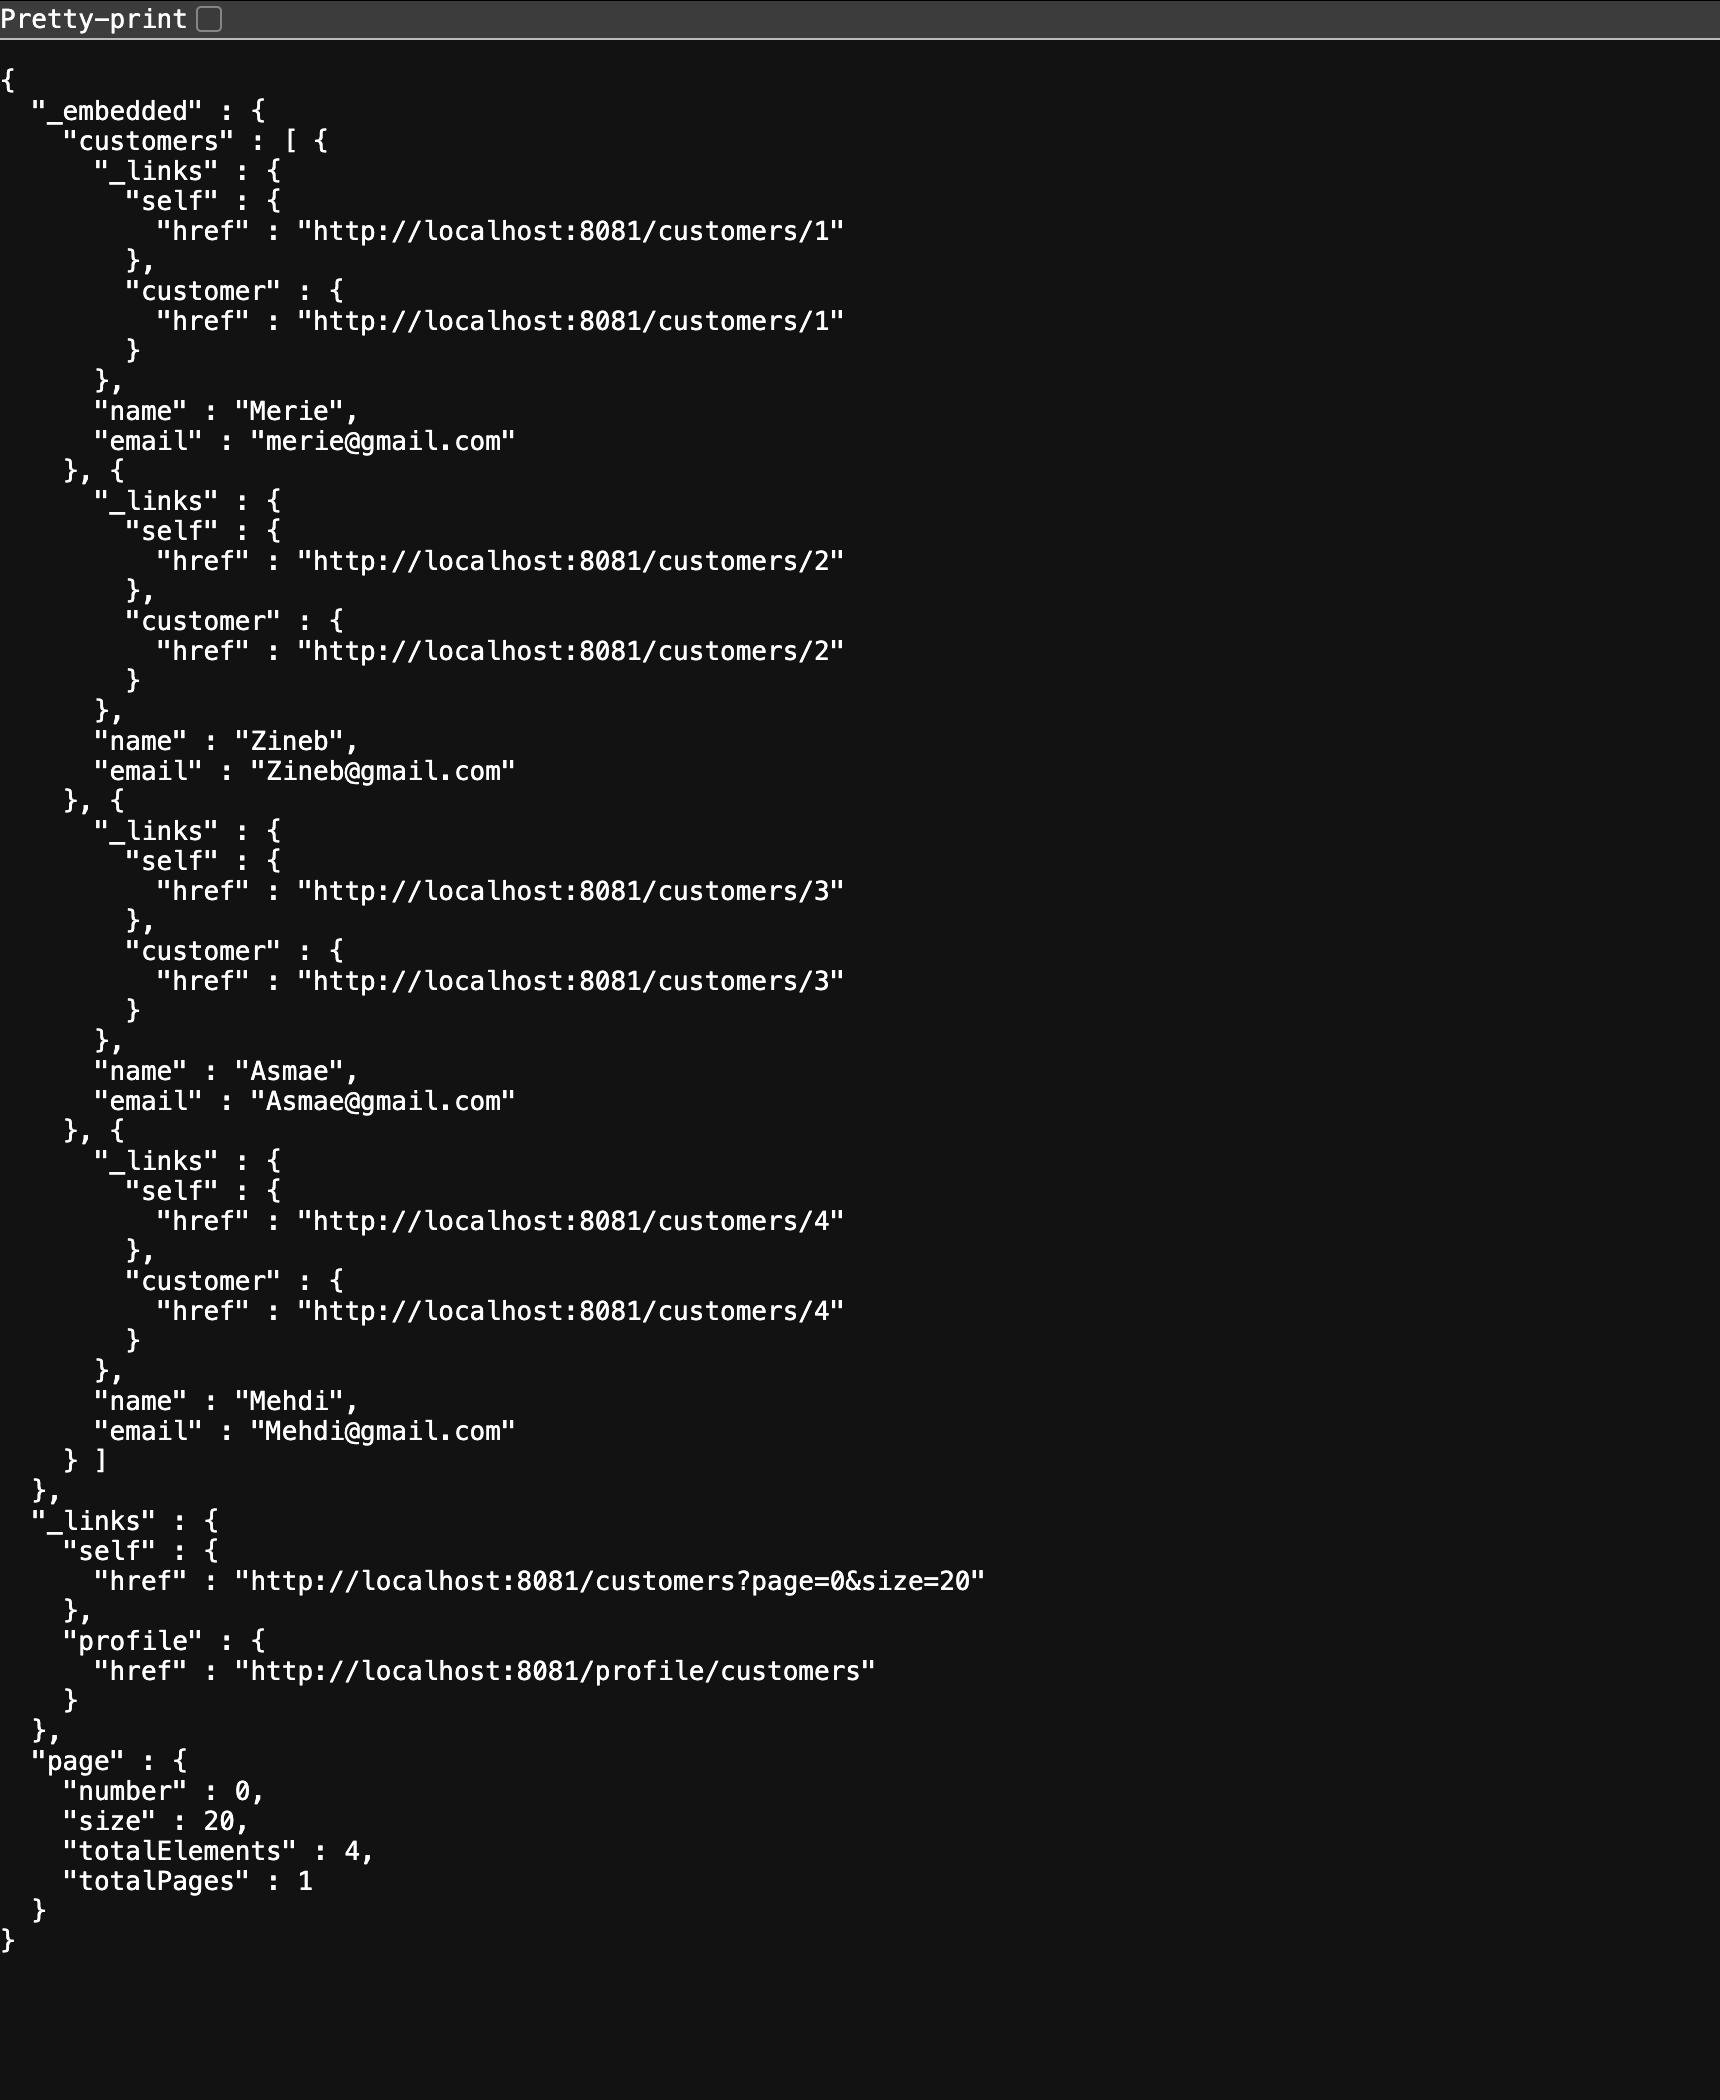 Pretty-print
{
  "_embedded" : {
    "customers" : [ {
      "_links" : {
        "self" : {
          "href" : "http://localhost:8081/customers/1"
        },
        "customer" : {
          "href" : "http://localhost:8081/customers/1"
        }
      },
      "name" : "Merie",
      "email" : "merie@gmail.com"
    }, {
      "_links" : {
        "self" : {
          "href" : "http://localhost:8081/customers/2"
        },
        "customer" : {
          "href" : "http://localhost:8081/customers/2"
        }
      },
      "name" : "Zineb",
      "email" : "Zineb@gmail.com"
    }, {
      "_links" : {
        "self" : {
          "href" : "http://localhost:8081/customers/3"
        },
        "customer" : {
          "href" : "http://localhost:8081/customers/3"
        }
      },
      "name" : "Asmae",
      "email" : "Asmae@gmail.com"
    }, {
      "_links" : {
        "self" : {
          "href" : "http://localhost:8081/customers/4"
        },
        "customer" : {
          "href" : "http://localhost:8081/customers/4"
        }
      },
      "name" : "Mehdi",
      "email" : "Mehdi@gmail.com"
    } ]
  },
  "_links" : {
    "self" : {
      "href" : "http://localhost:8081/customers?page=0&size=20"
    },
    "profile" : {
      "href" : "http://localhost:8081/profile/customers"
    }
  },
  "page" : {
    "number" : 0,
    "size" : 20,
    "totalElements" : 4,
    "totalPages" : 1
  }
}